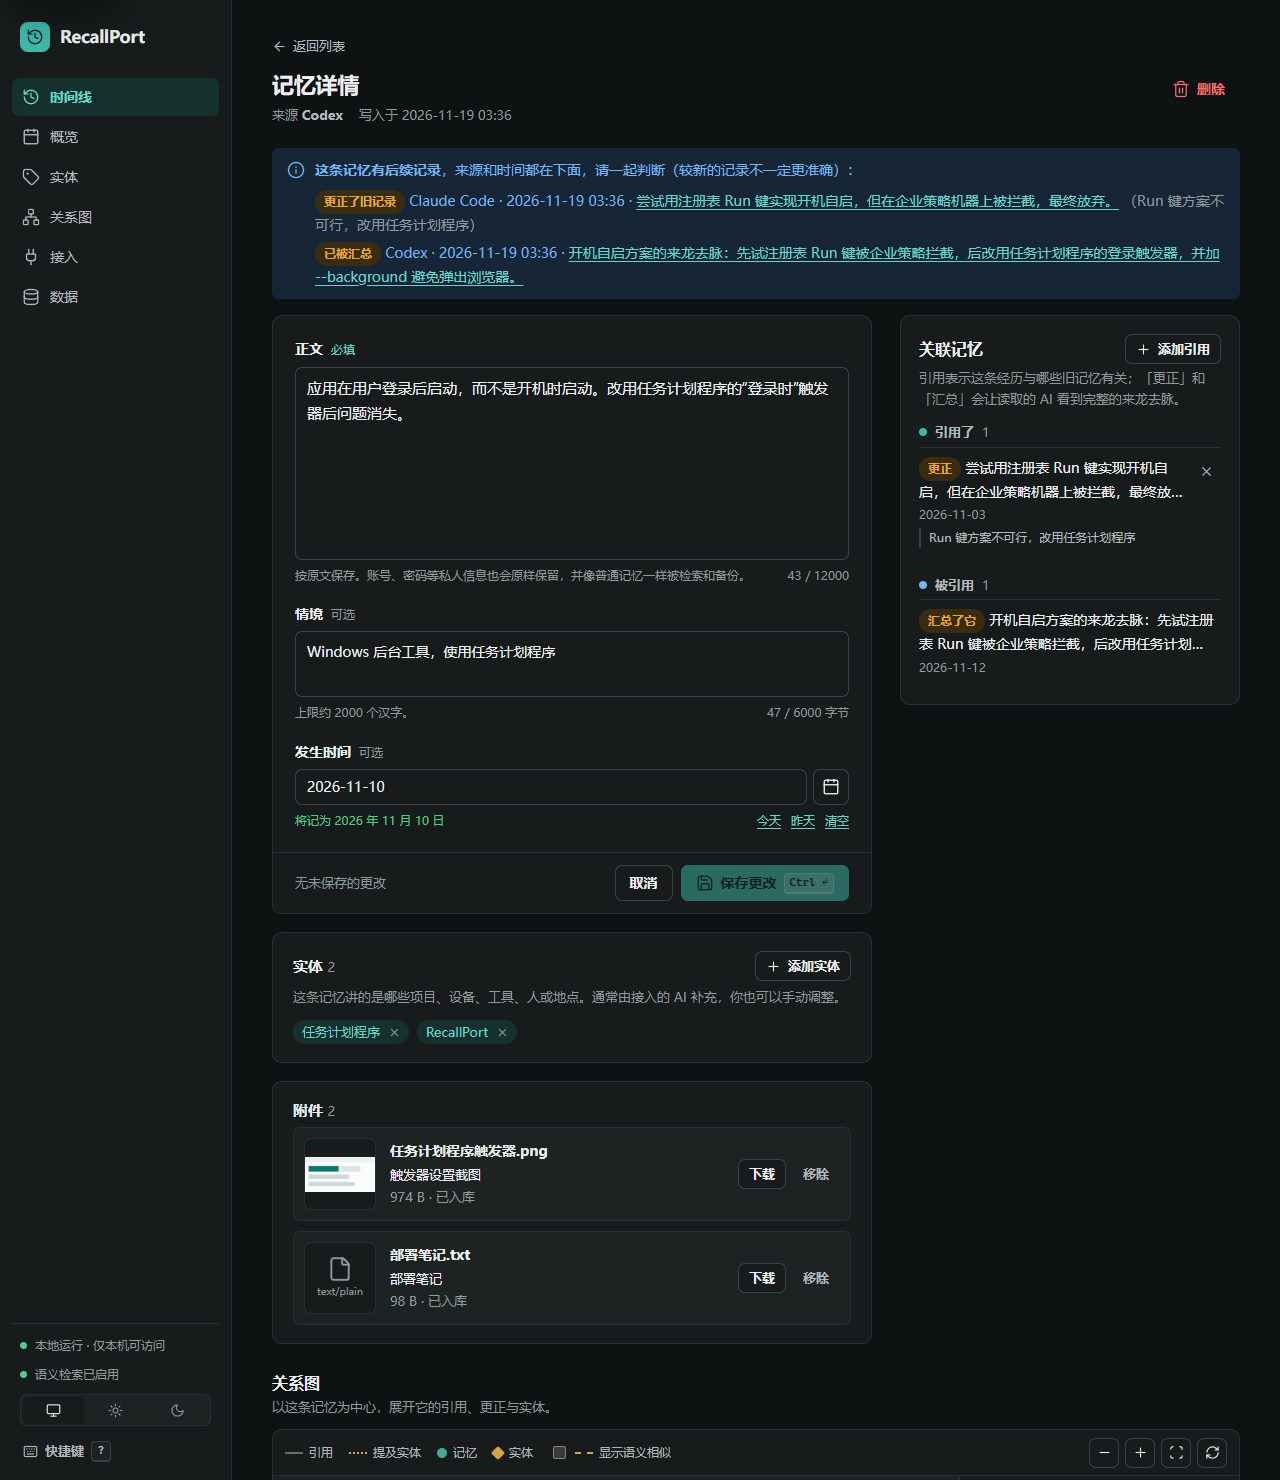 RecallPort
时间线
概览
实体
关系图
接入
数据
本地运行 · 仅本机可访问
语义检索已启用
快捷键 ?
返回列表
记忆详情
删除
来源 Codex 写入于 2026-11-19 03:36
这条记忆有后续记录，来源和时间都在下面，请一起判断（较新的记录不一定更准确）：
更正了旧记录 Claude Code · 2026-11-19 03:36 · 尝试用注册表 Run 键实现开机自启，但在企业策略机器上被拦截，最终放弃。（Run 键方案不
可行，改用任务计划程序）
已被汇总 Codex · 2026-11-19 03:36 · 开机自启方案的来龙去脉：先试注册表 Run 键被企业策略拦截，后改用任务计划程序的登录触发器，并加
--background 避免弹出浏览器。
正文 必填
应用在用户登录后启动，而不是开机时启动。改用任务计划程序的“登录时”触发
器后问题消失。
按原文保存。账号、密码等私人信息也会原样保留，并像普通记忆一样被检索和备份。 43 / 12000
情境 可选
Windows 后台工具，使用任务计划程序
上限约 2000 个汉字。 47 / 6000 字节
发生时间 可选
2026-11-10
将记为 2026 年 11 月 10 日 今天 昨天 清空
无未保存的更改 取消 保存更改 Ctrl ⏎
关联记忆 添加引用
引用表示这条经历与哪些旧记忆有关；「更正」和
「汇总」会让读取的 AI 看到完整的来龙去脉。
引用了 1
更正 尝试用注册表 Run 键实现开机自
启，但在企业策略机器上被拦截，最终放...
2026-11-03
Run 键方案不可行，改用任务计划程序
被引用 1
汇总了它 开机自启方案的来龙去脉：先试注册
表 Run 键被企业策略拦截，后改用任务计划...
2026-11-12
实体 2 添加实体
这条记忆讲的是哪些项目、设备、工具、人或地点。通常由接入的 AI 补充，你也可以手动调整。
任务计划程序 RecallPort
附件 2
任务计划程序触发器.png
触发器设置截图
974 B · 已入库
下载 移除
部署笔记.txt
部署笔记
98 B · 已入库
text/plain
下载 移除
关系图
以这条记忆为中心，展开它的引用、更正与实体。
引用 提及实体 记忆 实体 显示语义相似